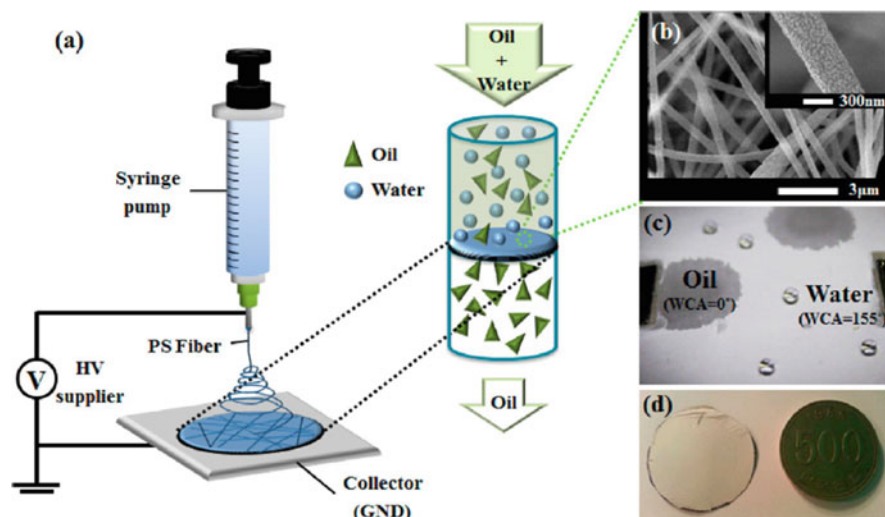 (a)
Syringe
pump
PS Fiber
V
HV
supplier
Collector
(GND)
Oil
+
Water
Oil
Water
Oil
(b)
300nm
3μm
(c)
Oil
(WCA=0°)
Water
(WCA=155°)
(d)
500